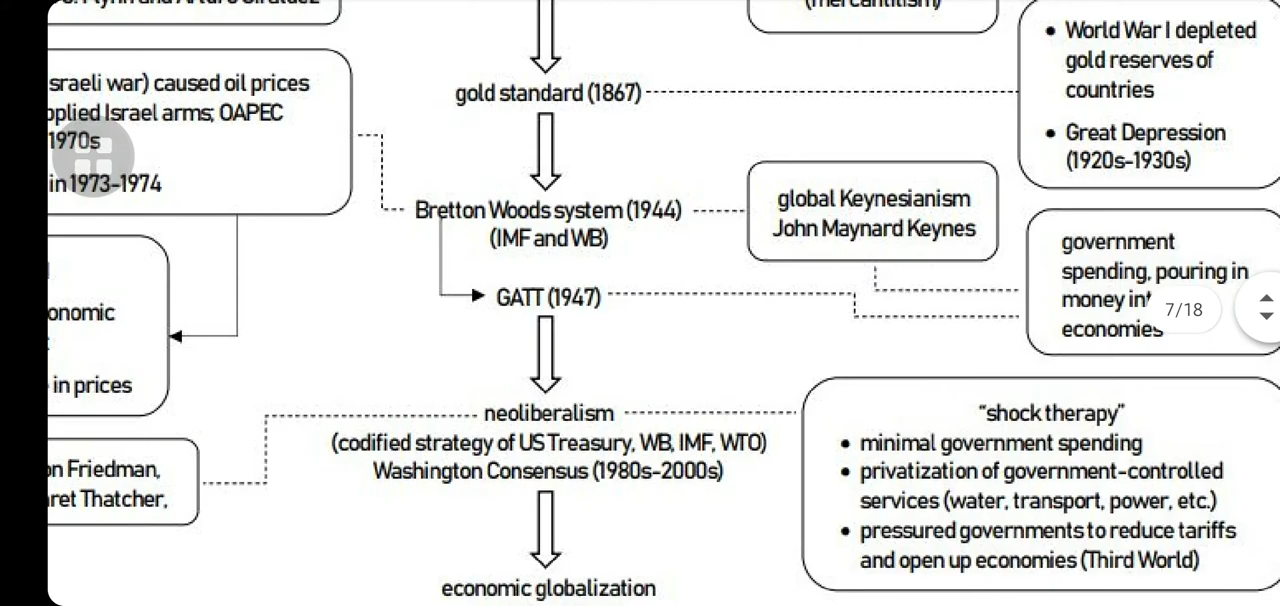 (mercantilism)
World War I depleted
gold reserves of
countries
Great Depression
(1920s-1930s)
sraeli war) caused oil prices
pplied Israel arms; OAPEC
1970s
in 1973-1974
gold standard (1867)
Bretton Woods system (1944)
(IMF and WB)
global Keynesianism
John Maynard Keynes
government
spending, pouring in
money int
economies
7/18
GATT (1947)
onomic
in prices
neoliberalism
(codified strategy of US Treasury, WB, IMF, WTO)
Washington Consensus (1980s-2000s)
on Friedman,
ret Thatcher,
“shock therapy”
• minimal government spending
• privatization of government-controlled
services (water, transport, power, etc.)
• pressured governments to reduce tariffs
and open up economies (Third World)
economic globalization